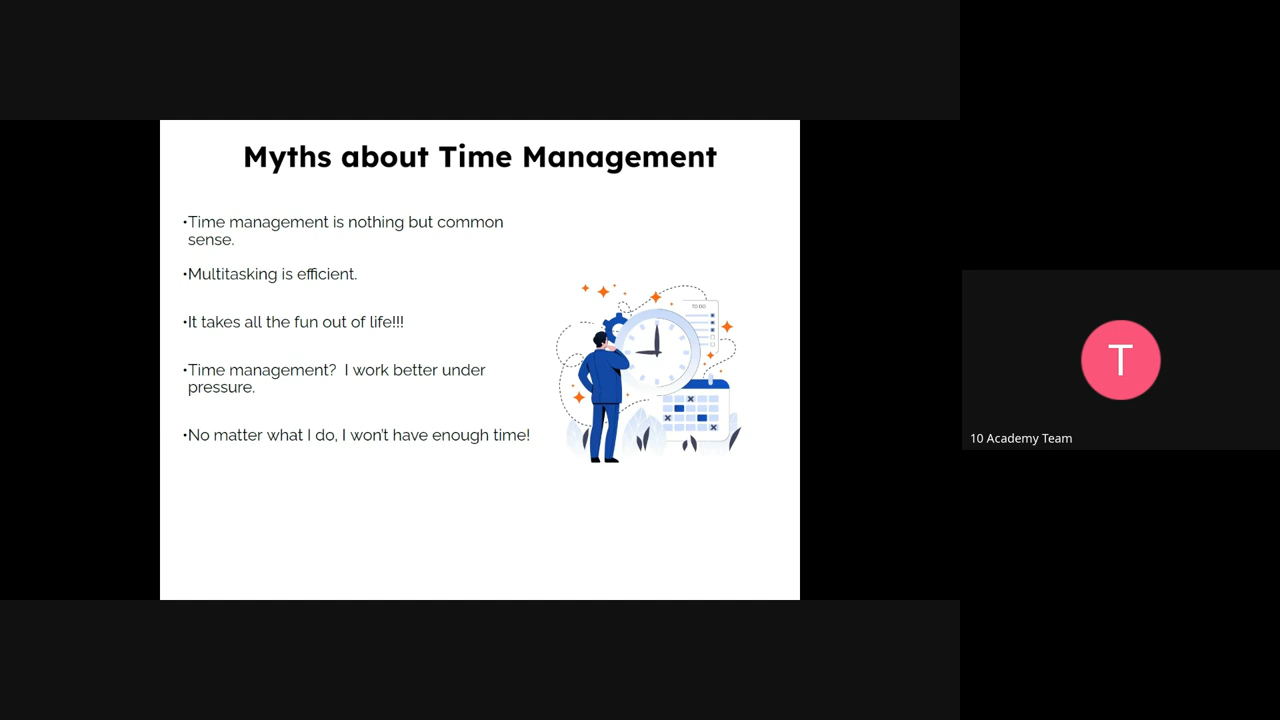 Myths about Time Management
•Time management is nothing but common
sense.
•Multitasking is efficient.
•It takes all the fun out of life!!!
•Time management?  I work better under
pressure.
•No matter what I do, I won't have enough time!
TO DO
T
10 Academy Team